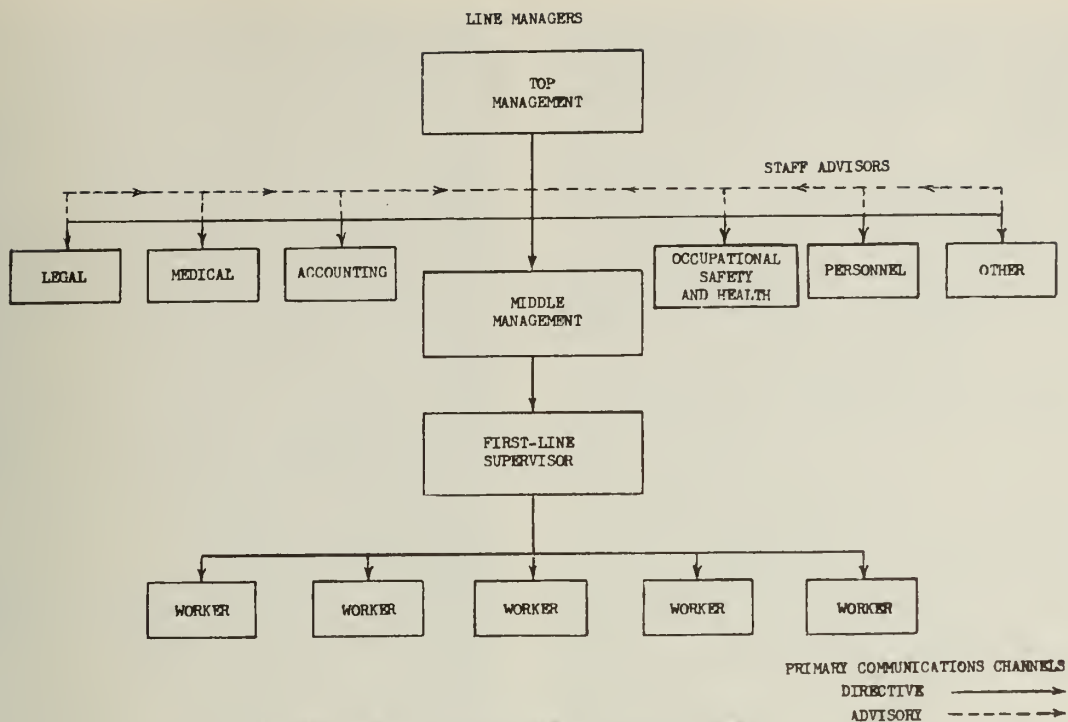 LINE MANAGERS
TOP
MANAGEMENT
STAFF ADVISORS
LEGAL
MEDICAL
ACCOUNTING
OCCUPATIONAL
SAFETY
AND HEALTH
PERSONNEL
OTHER
MIDDLE
MANAGEMENT
FIRST-LINE
SUPERVISOR
WORKER
WORKER
WORKER
WORKER
WORKER
PRIMARY COMMUNICATIONS CHANNELS
DIRECTIVE
ADVISORY